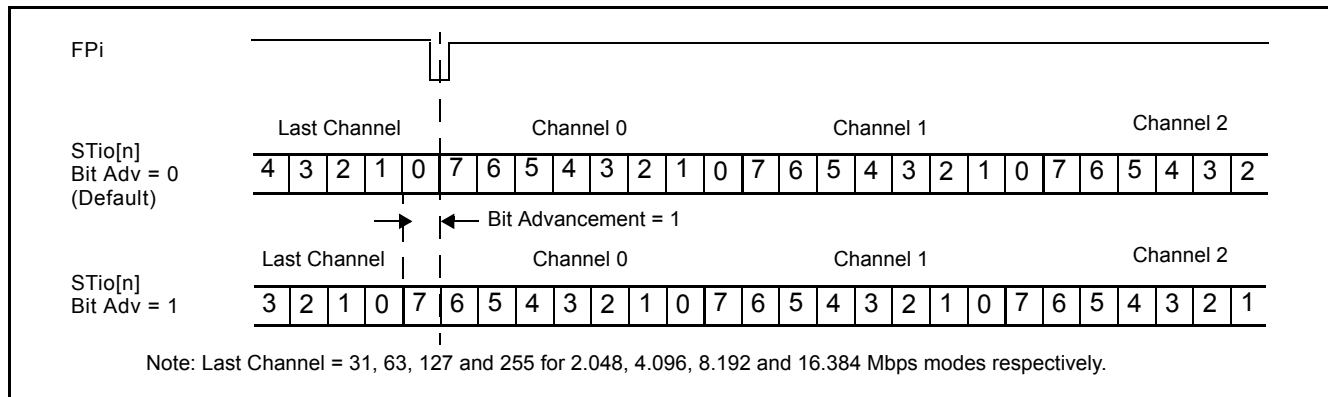 FPi
Last Channel Channel 0 Channel 1 Channel 2
STio[n]
Bit Adv = 0
(Default)
4 3 2 1 0 7 6 5 4 3 2 1 0 7 6 5 4 3 2 1 0 7 6 5 4 3 2
Bit Advancement = 1
Last Channel Channel 0 Channel 1 Channel 2
STio[n]
Bit Adv = 1
3 2 1 0 7 6 5 4 3 2 1 0 7 6 5 4 3 2 1 0 7 6 5 4 3 2 1
Note: Last Channel = 31, 63, 127 and 255 for 2.048, 4.096, 8.192 and 16.384 Mbps modes respectively.